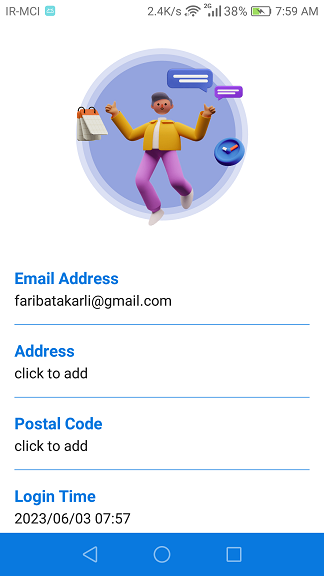 IR-MCI 2.4K/s 2G 38% 7:59 AM
Email Address
faribatakarli@gmail.com
Address
click to add
Postal Code
click to add
Login Time
2023/06/03 07:57